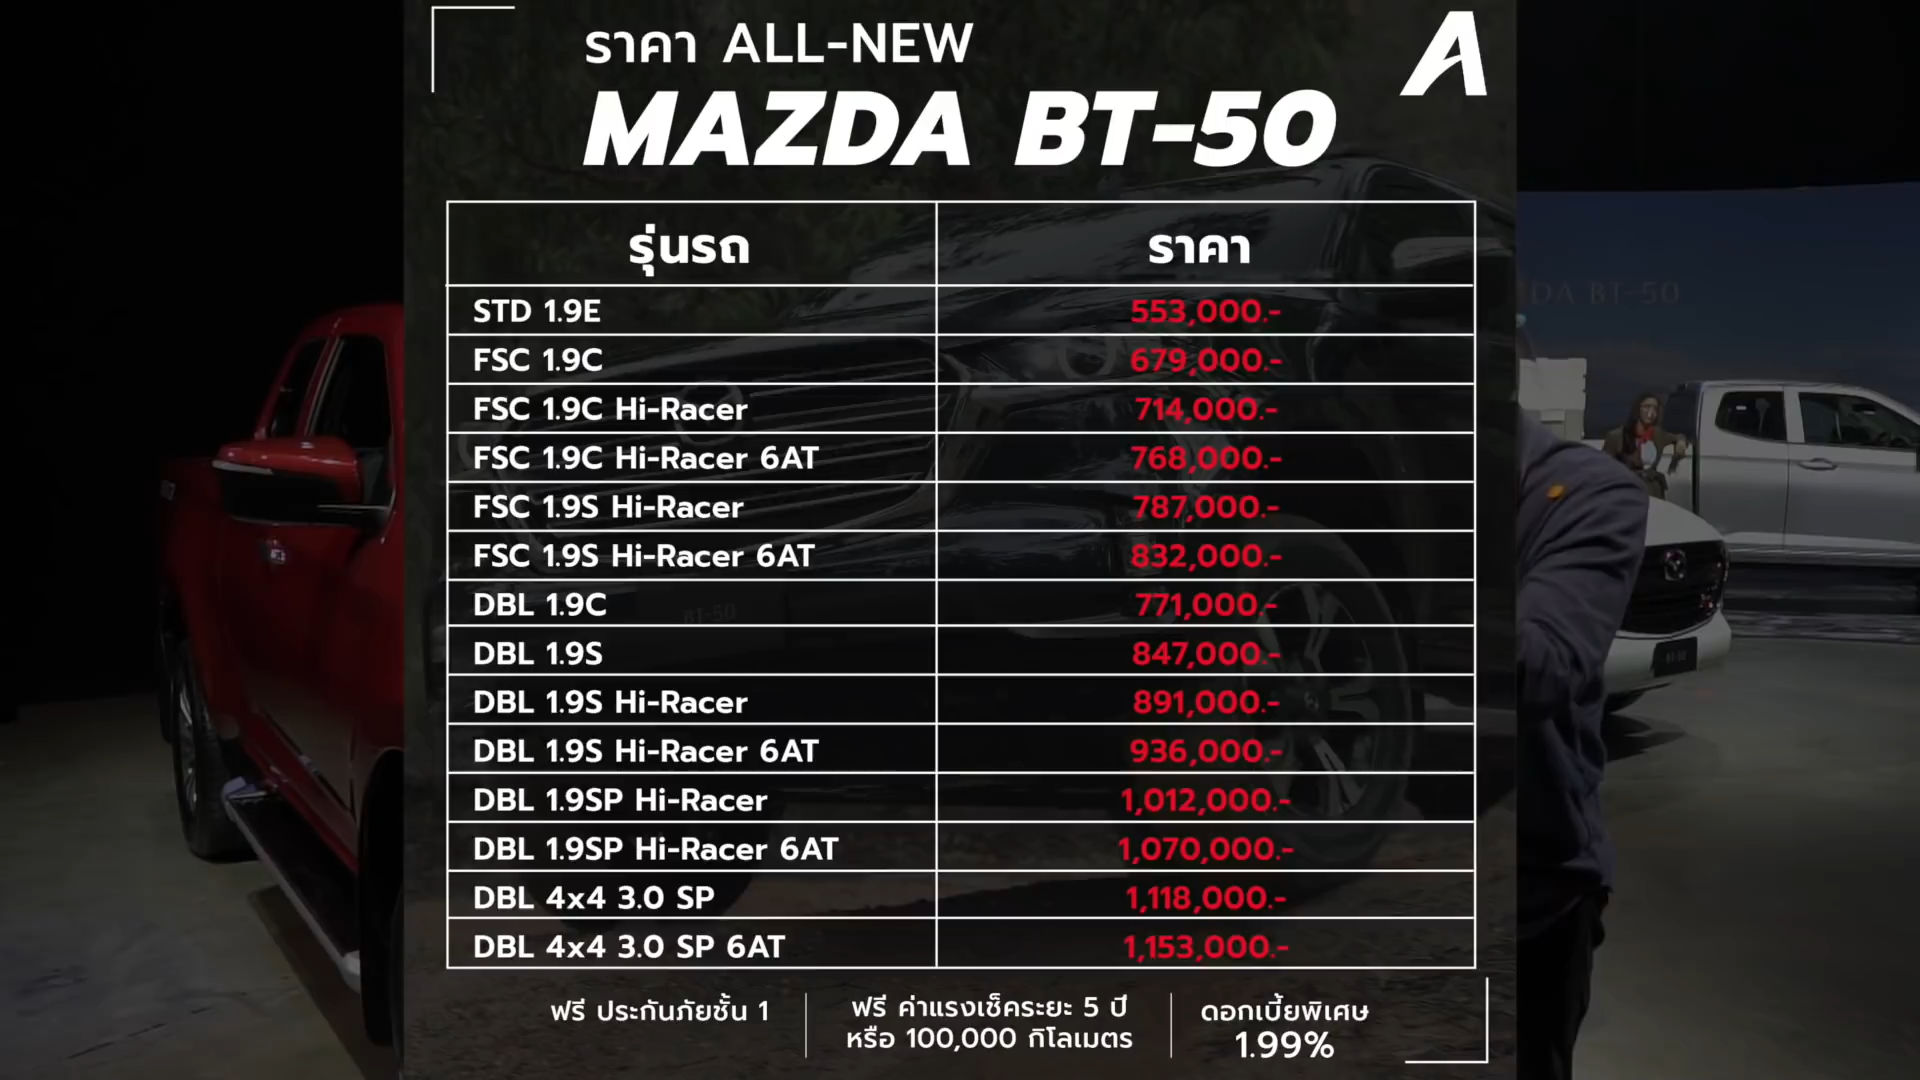 ราคา ALL-NEW
MAZDA BT-50
รุ่นรถ ราคา
STD 1.9E 553,000.-
FSC 1.9C 679,000.-
FSC 1.9C Hi-Racer 714,000.-
FSC 1.9C Hi-Racer 6AT 768,000.-
FSC 1.9S Hi-Racer 787,000.-
FSC 1.9S Hi-Racer 6AT 832,000.-
DBL 1.9C 771,000.-
DBL 1.9S 847,000.-
DBL 1.9S Hi-Racer 891,000.-
DBL 1.9S Hi-Racer 6AT 936,000.-
DBL 1.9SP Hi-Racer 1,012,000.-
DBL 1.9SP Hi-Racer 6AT 1,070,000.-
DBL 4x4 3.0 SP 1,118,000.-
DBL 4x4 3.0 SP 6AT 1,153,000.-
ฟรี ประกันภัยชั้น 1
ฟรี ค่าแรงเช็คระยะ 5 ปี
หรือ 100,000 กิโลเมตร
ดอกเบี้ยพิเศษ
1.99%
DA BT-50
BT-50
BT-50